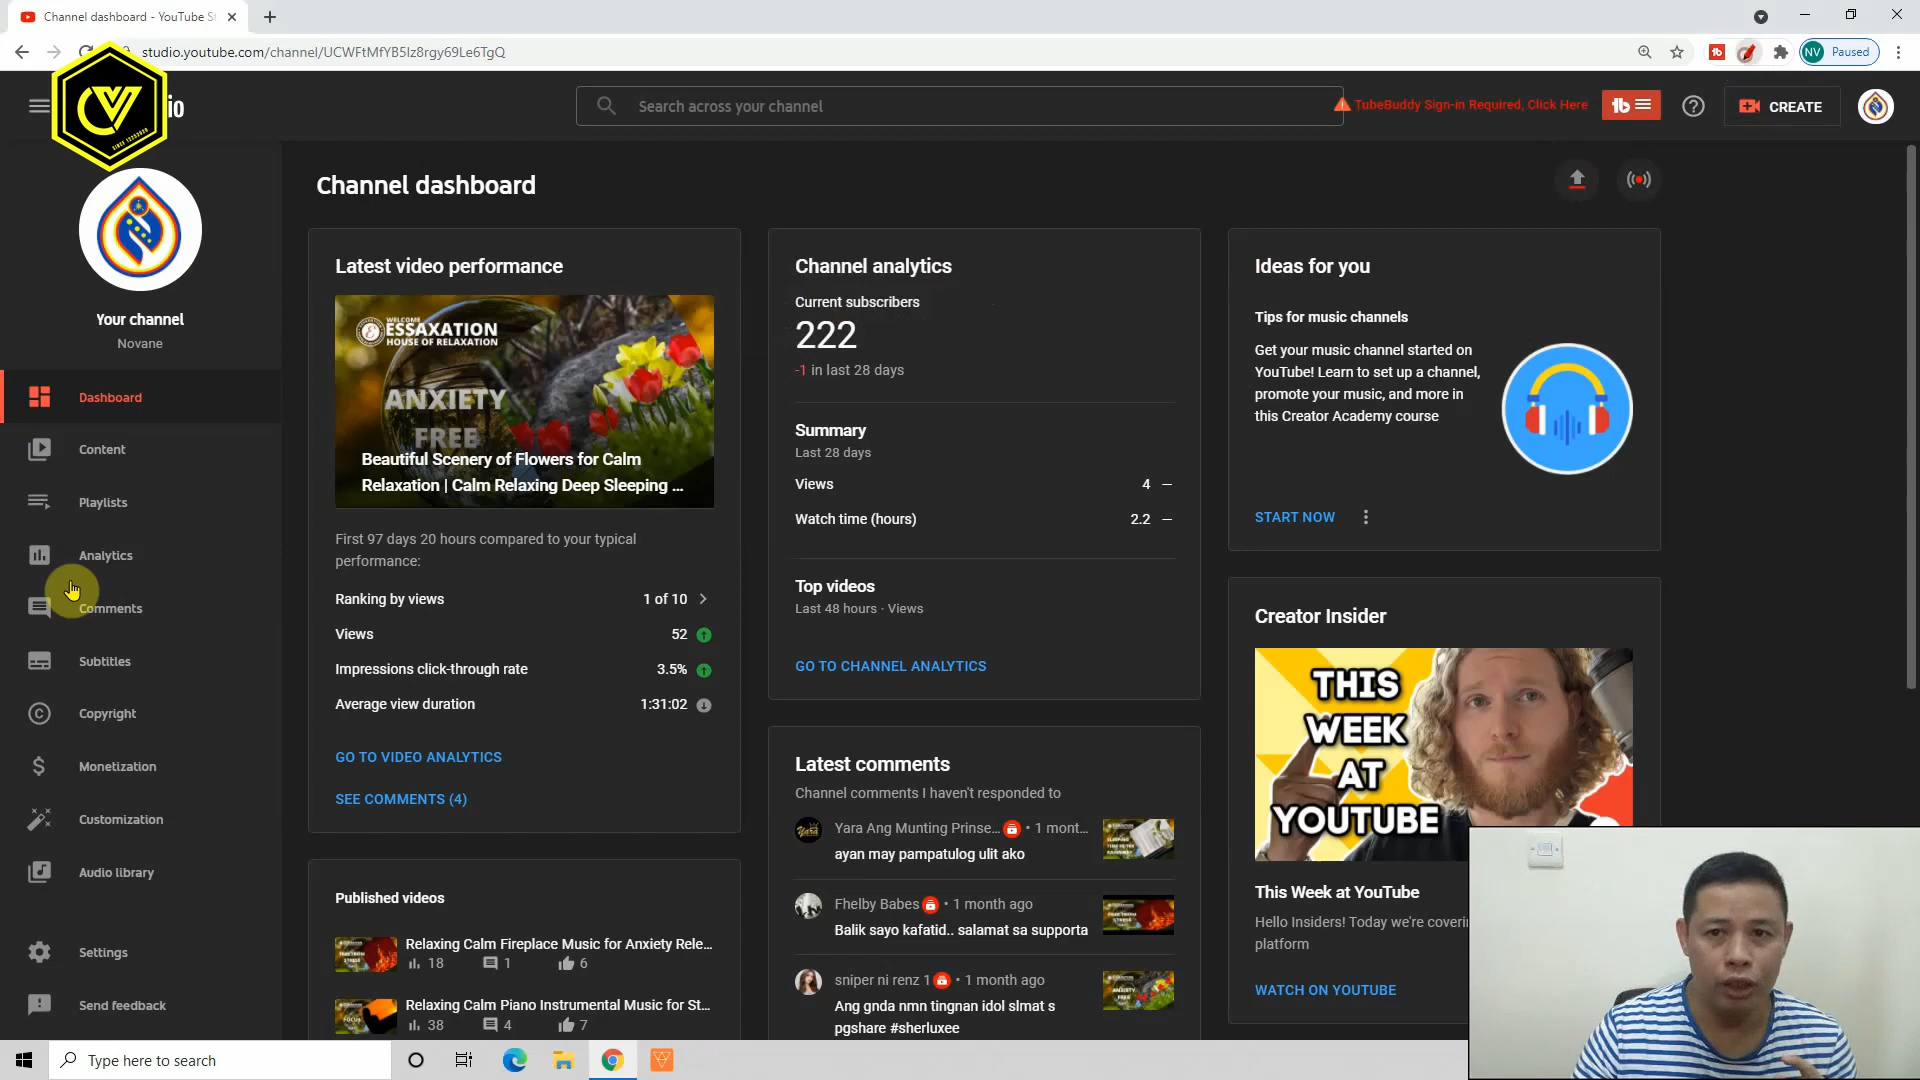 Channel dashboard - YouTube St
studio.youtube.com/channel/UCWFtMfYB5Iz8rgy69Le6TgQ
NV Paused
CV
SINCE 12252020
io
Search across your channel
TubeBuddy Sign-in Required, Click Here
tb
CREATE
Your channel
Novane
Dashboard
Content
Playlists
Analytics
Comments
Subtitles
Copyright
Monetization
Customization
Audio library
Settings
Send feedback
Channel dashboard
Latest video performance
WELCOME
ESSAXATION
HOUSE OF RELAXATION
ANXIETY
FREE
Beautiful Scenery of Flowers for Calm
Relaxation | Calm Relaxing Deep Sleeping ...
First 97 days 20 hours compared to your typical
performance:
Ranking by views 1 of 10
Views 52
Impressions click-through rate 3.5%
Average view duration 1:31:02
GO TO VIDEO ANALYTICS
SEE COMMENTS (4)
Published videos
Relaxing Calm Fireplace Music for Anxiety Rele...
18 1 6
Relaxing Calm Piano Instrumental Music for St...
38 4 7
Channel analytics
Current subscribers
222
-1 in last 28 days
Summary
Last 28 days
Views 4 —
Watch time (hours) 2.2 —
Top videos
Last 48 hours · Views
GO TO CHANNEL ANALYTICS
Latest comments
Channel comments I haven't responded to
Yara Ang Munting Prinse... • 1 mont...
ayan may pampatulog ulit ako
Fhelby Babes • 1 month ago
Balik sayo kafatid.. salamat sa supporta
sniper ni renz 1 • 1 month ago
Ang gnda nmn tingnan idol slmat s
pgshare #sherluxee
Ideas for you
Tips for music channels
Get your music channel started on
YouTube! Learn to set up a channel,
promote your music, and more in
this Creator Academy course
START NOW
Creator Insider
THIS
WEEK
AT
YOUTUBE
This Week at YouTube
Hello Insiders! Today we're coveri
platform
WATCH ON YOUTUBE
Type here to search